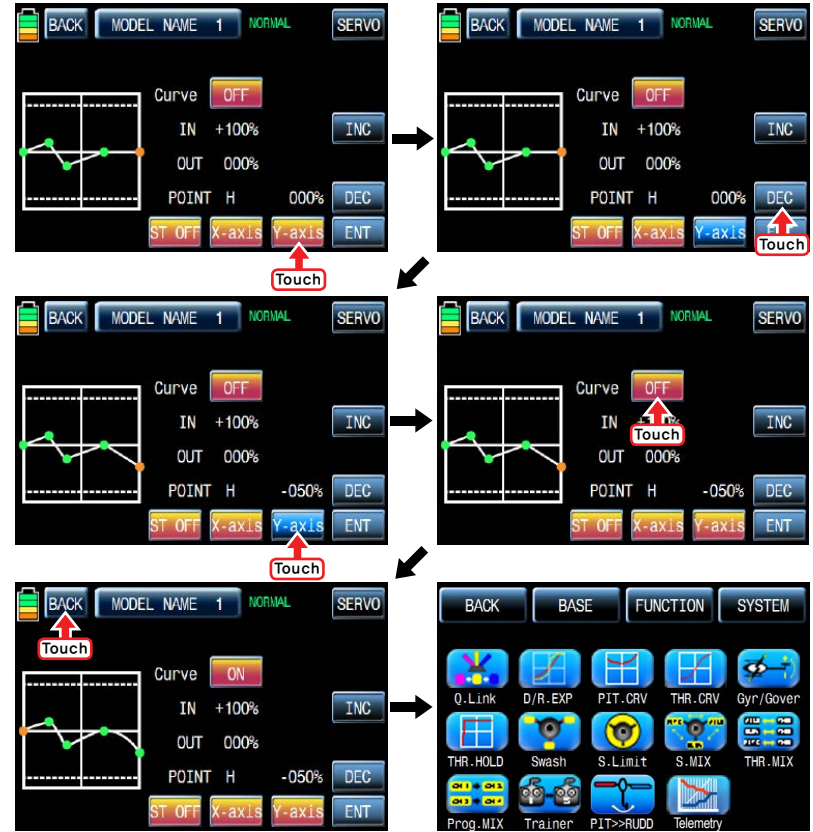 BACK MODEL NAME 1 NORMAL SERVO
Curve OFF
IN +100% INC
OUT 000%
POINT H 000% DEC
ST OFF X-axis Y-axis ENT
Touch
BACK MODEL NAME 1 NORMAL SERVO
Curve OFF
IN +100% INC
OUT 000%
POINT H 000% DEC
ST OFF X-axis Y-axis
Touch
BACK MODEL NAME 1 NORMAL SERVO
Curve OFF
IN +100% INC
OUT 000%
POINT H -050% DEC
ST OFF X-axis Y-axis ENT
Touch
BACK MODEL NAME 1 NORMAL SERVO
Curve OFF
IN INC
Touch
OUT 000%
POINT H -050% DEC
ST OFF X-axis Y-axis ENT
BACK MODEL NAME 1 NORMAL SERVO
Touch
Curve ON
IN +100% INC
OUT 000%
POINT H -050% DEC
ST OFF X-axis Y-axis ENT
BACK BASE FUNCTION SYSTEM
Q.Link D/R.EXP PIT.CRV THR.CRV Gyr/Gover
THR.HOLD Swash S.Limit S.MIX THR.MIX
CH1 CH2
CH3 CH4
Prog.MIX Trainer PIT>>RUDD Telemetry